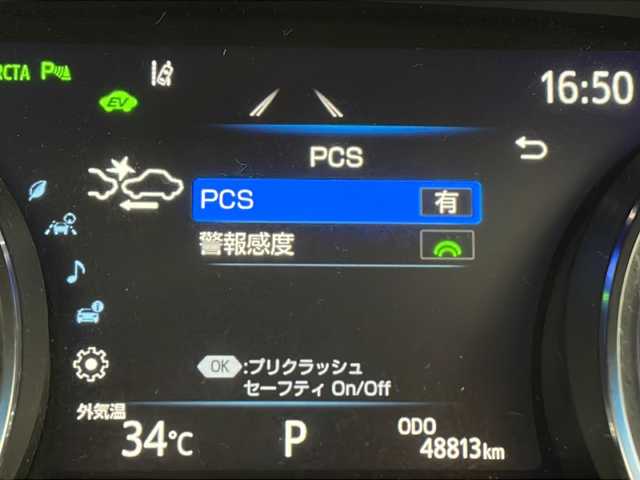 RCTA P
EV
16:50
PCS
PCS 有
警報感度
OK :プリクラッシュ
セーフティ On/Off
外気温
34℃ P ODO
48813km